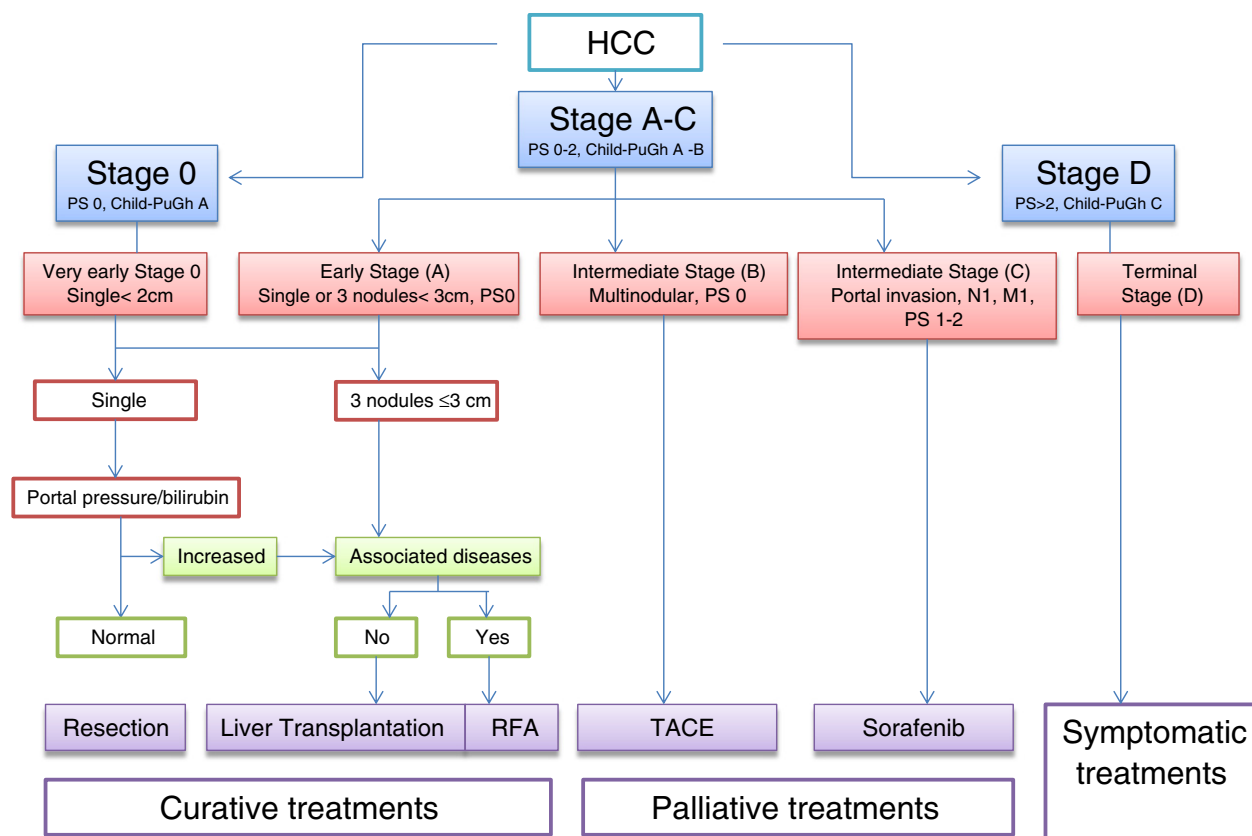 HCC
Stage A-C
PS 0-2, Child-PuGh A -B
Stage 0
PS 0, Child-PuGh A
Stage D
PS>2, Child-PuGh C
Very early Stage 0
Single< 2cm
Early Stage (A)
Single or 3 nodules< 3cm, PS0
Intermediate Stage (B)
Multinodular, PS 0
Intermediate Stage (C)
Portal invasion, N1, M1,
PS 1-2
Terminal
Stage (D)
Single
3 nodules ≤3 cm
Portal pressure/bilirubin
Increased
Associated diseases
Normal
No
Yes
Resection
Liver Transplantation
RFA
TACE
Sorafenib
Symptomatic
treatments
Curative treatments
Palliative treatments